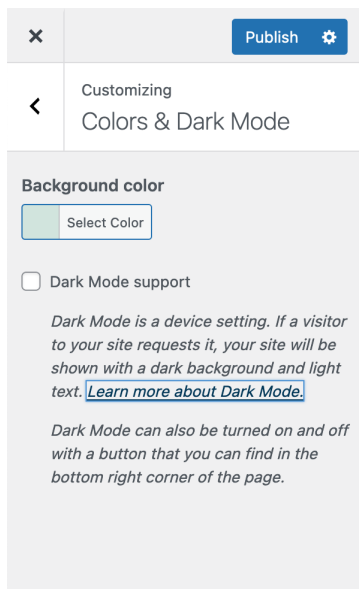 Publish
Customizing
Colors & Dark Mode
Background color
Select Color
Dark Mode support
Dark Mode is a device setting. If a visitor
to your site requests it, your site will be
shown with a dark background and light
text. Learn more about Dark Mode.
Dark Mode can also be turned on and off
with a button that you can find in the
bottom right corner of the page.